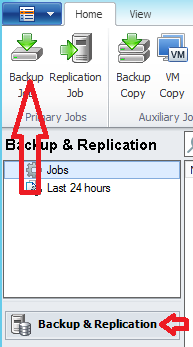 Home View
Backup Replication Backup VM
Job Job Copy Copy
Primary Jobs Auxiliary Jo
Backup & Replication
Jobs
Last 24 hours
Backup & Replication